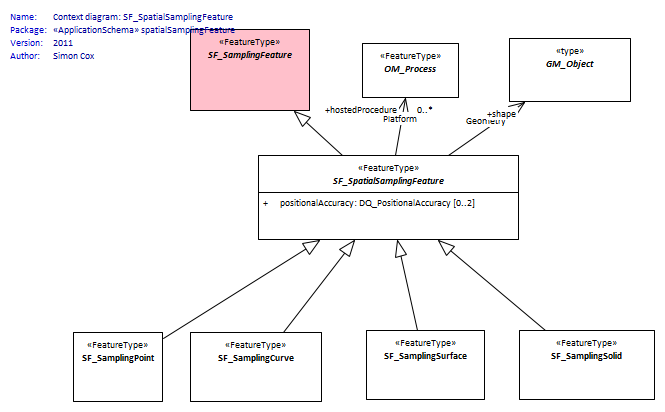 Name: Context diagram: SF_SpatialSamplingFeature
Package: «ApplicationSchema» spatialSamplingFeature
Version: 2011
Author: Simon Cox
«FeatureType»
SF_SamplingFeature
«FeatureType»
OM_Process
«type»
GM_Object
+hostedProcedure 0..*
Platform
+shape
Geometry
«FeatureType»
SF_SpatialSamplingFeature
+ positionalAccuracy: DQ_PositionalAccuracy [0..2]
«FeatureType»
SF_SamplingPoint
«FeatureType»
SF_SamplingCurve
«FeatureType»
SF_SamplingSurface
«FeatureType»
SF_SamplingSolid